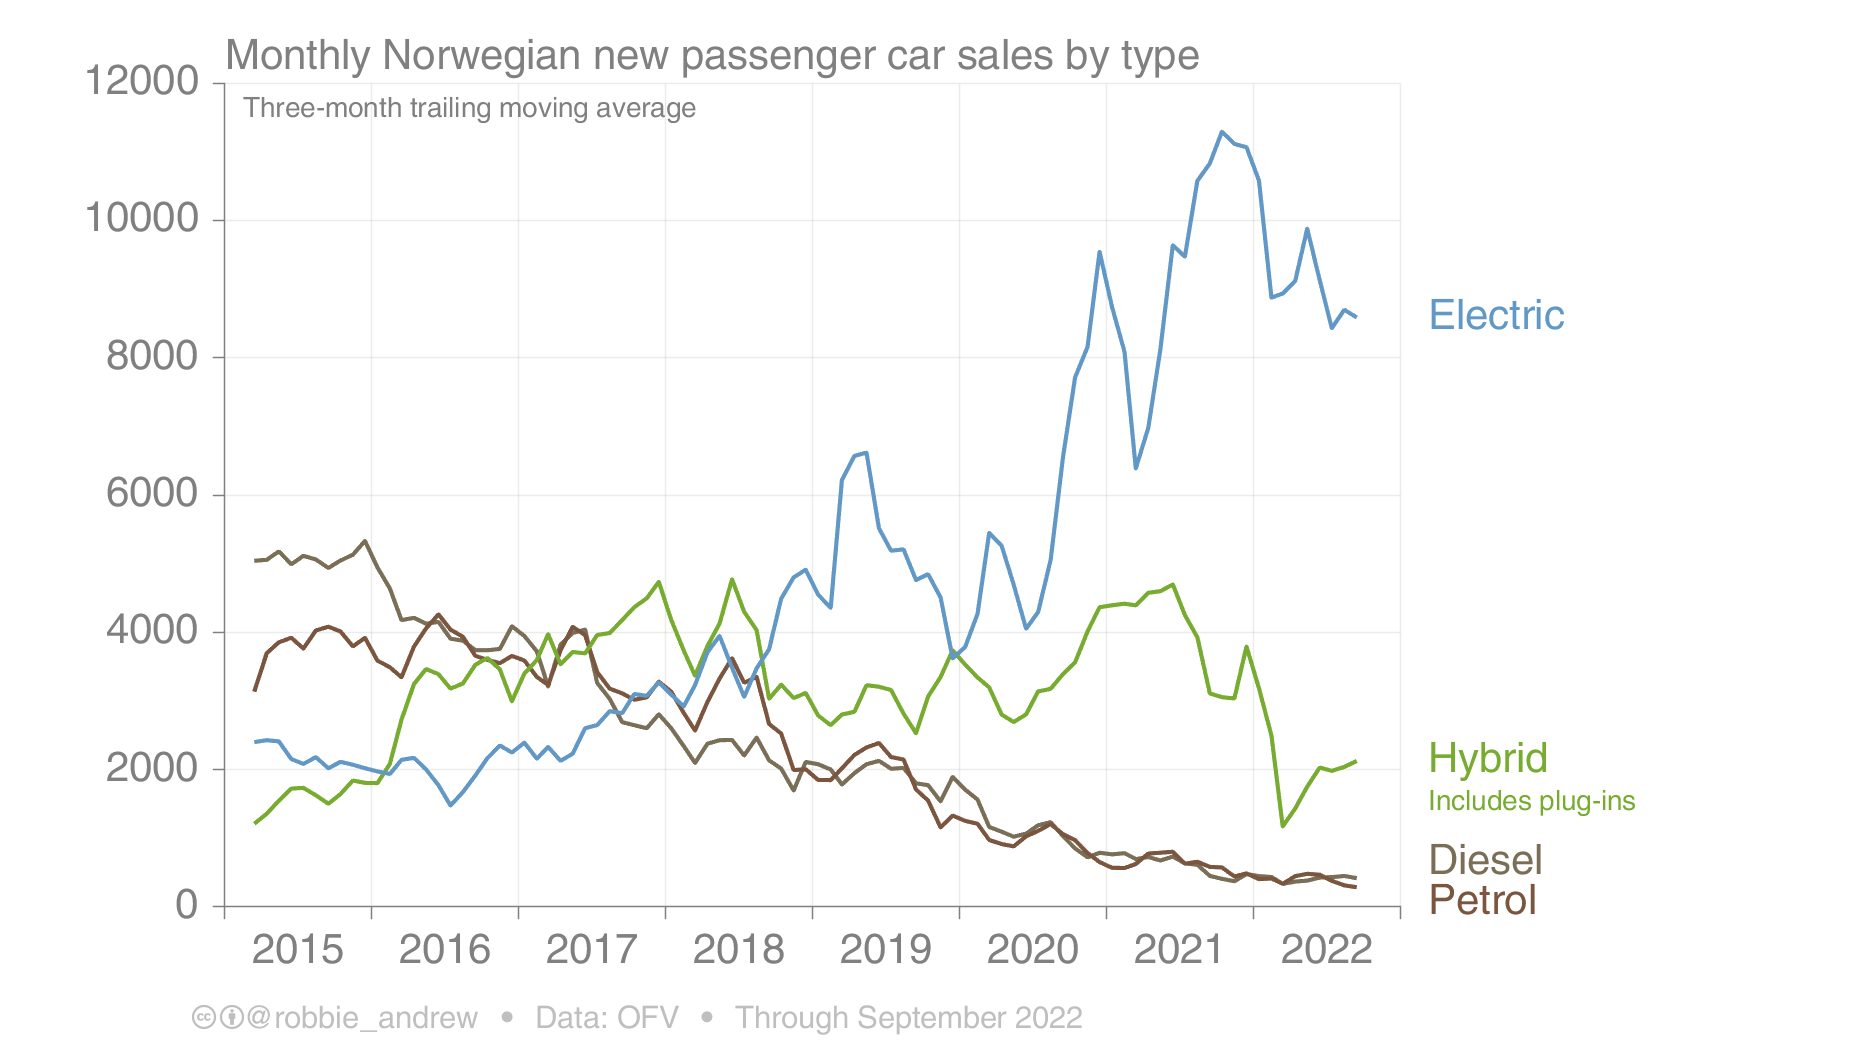 Monthly Norwegian new passenger car sales by type
Three-month trailing moving average
12000
10000
8000
6000
4000
2000
0
Electric
Hybrid
Includes plug-ins
Diesel
Petrol
2015 2016 2017 2018 2019 2020 2021 2022
cc @robbie_andrew • Data: OFV • Through September 2022